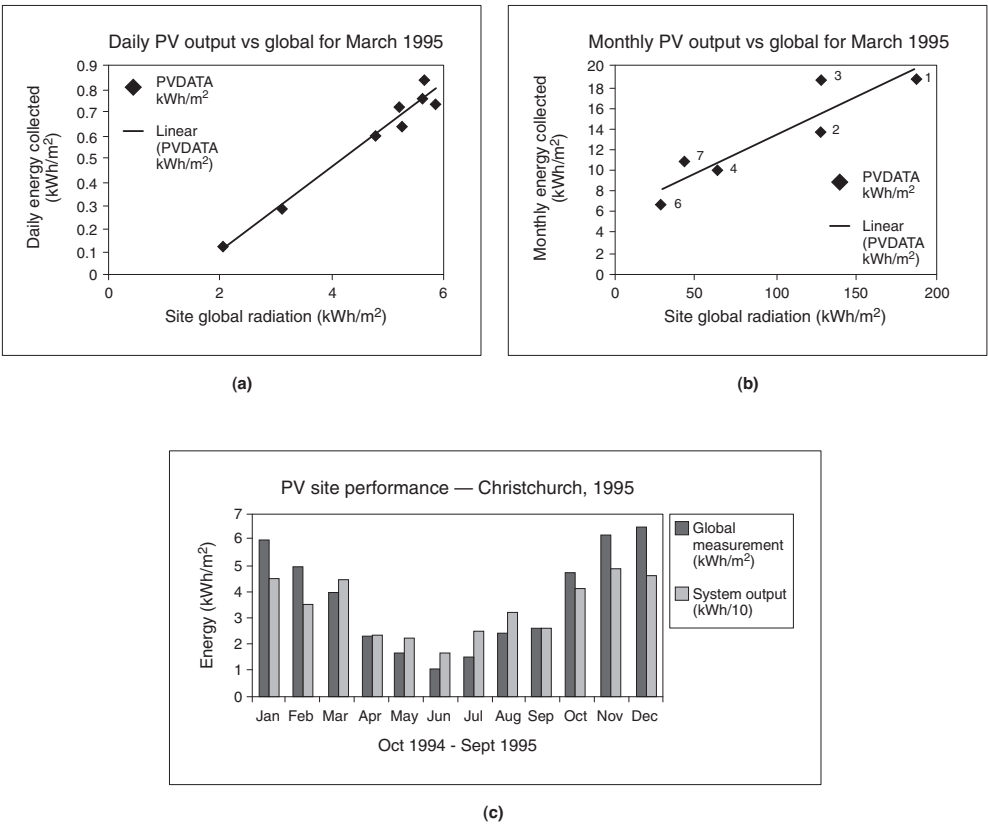 Daily PV output vs global for March 1995
Daily energy collected
(kWh/m²)
0.9
0.8
0.7
0.6
0.5
0.4
0.3
0.2
0.1
0
PVDATA
kWh/m²
Linear
(PVDATA
kWh/m²)
0 2 4 6
Site global radiation (kWh/m²)
(a)
Monthly PV output vs global for March 1995
Monthly energy collected
(kWh/m²)
20
18
16
14
12
10
8
6
4
2
0
3
1
2
7
4
6
PVDATA
kWh/m²
Linear
(PVDATA
kWh/m²)
0 50 100 150 200
Site global radiation (kWh/m²)
(b)
PV site performance — Christchurch, 1995
Energy (kWh/m²)
7
6
5
4
3
2
1
0
Jan Feb Mar Apr May Jun Jul Aug Sep Oct Nov Dec
Oct 1994 - Sept 1995
Global
measurement
(kWh/m²)
System output
(kWh/10)
(c)